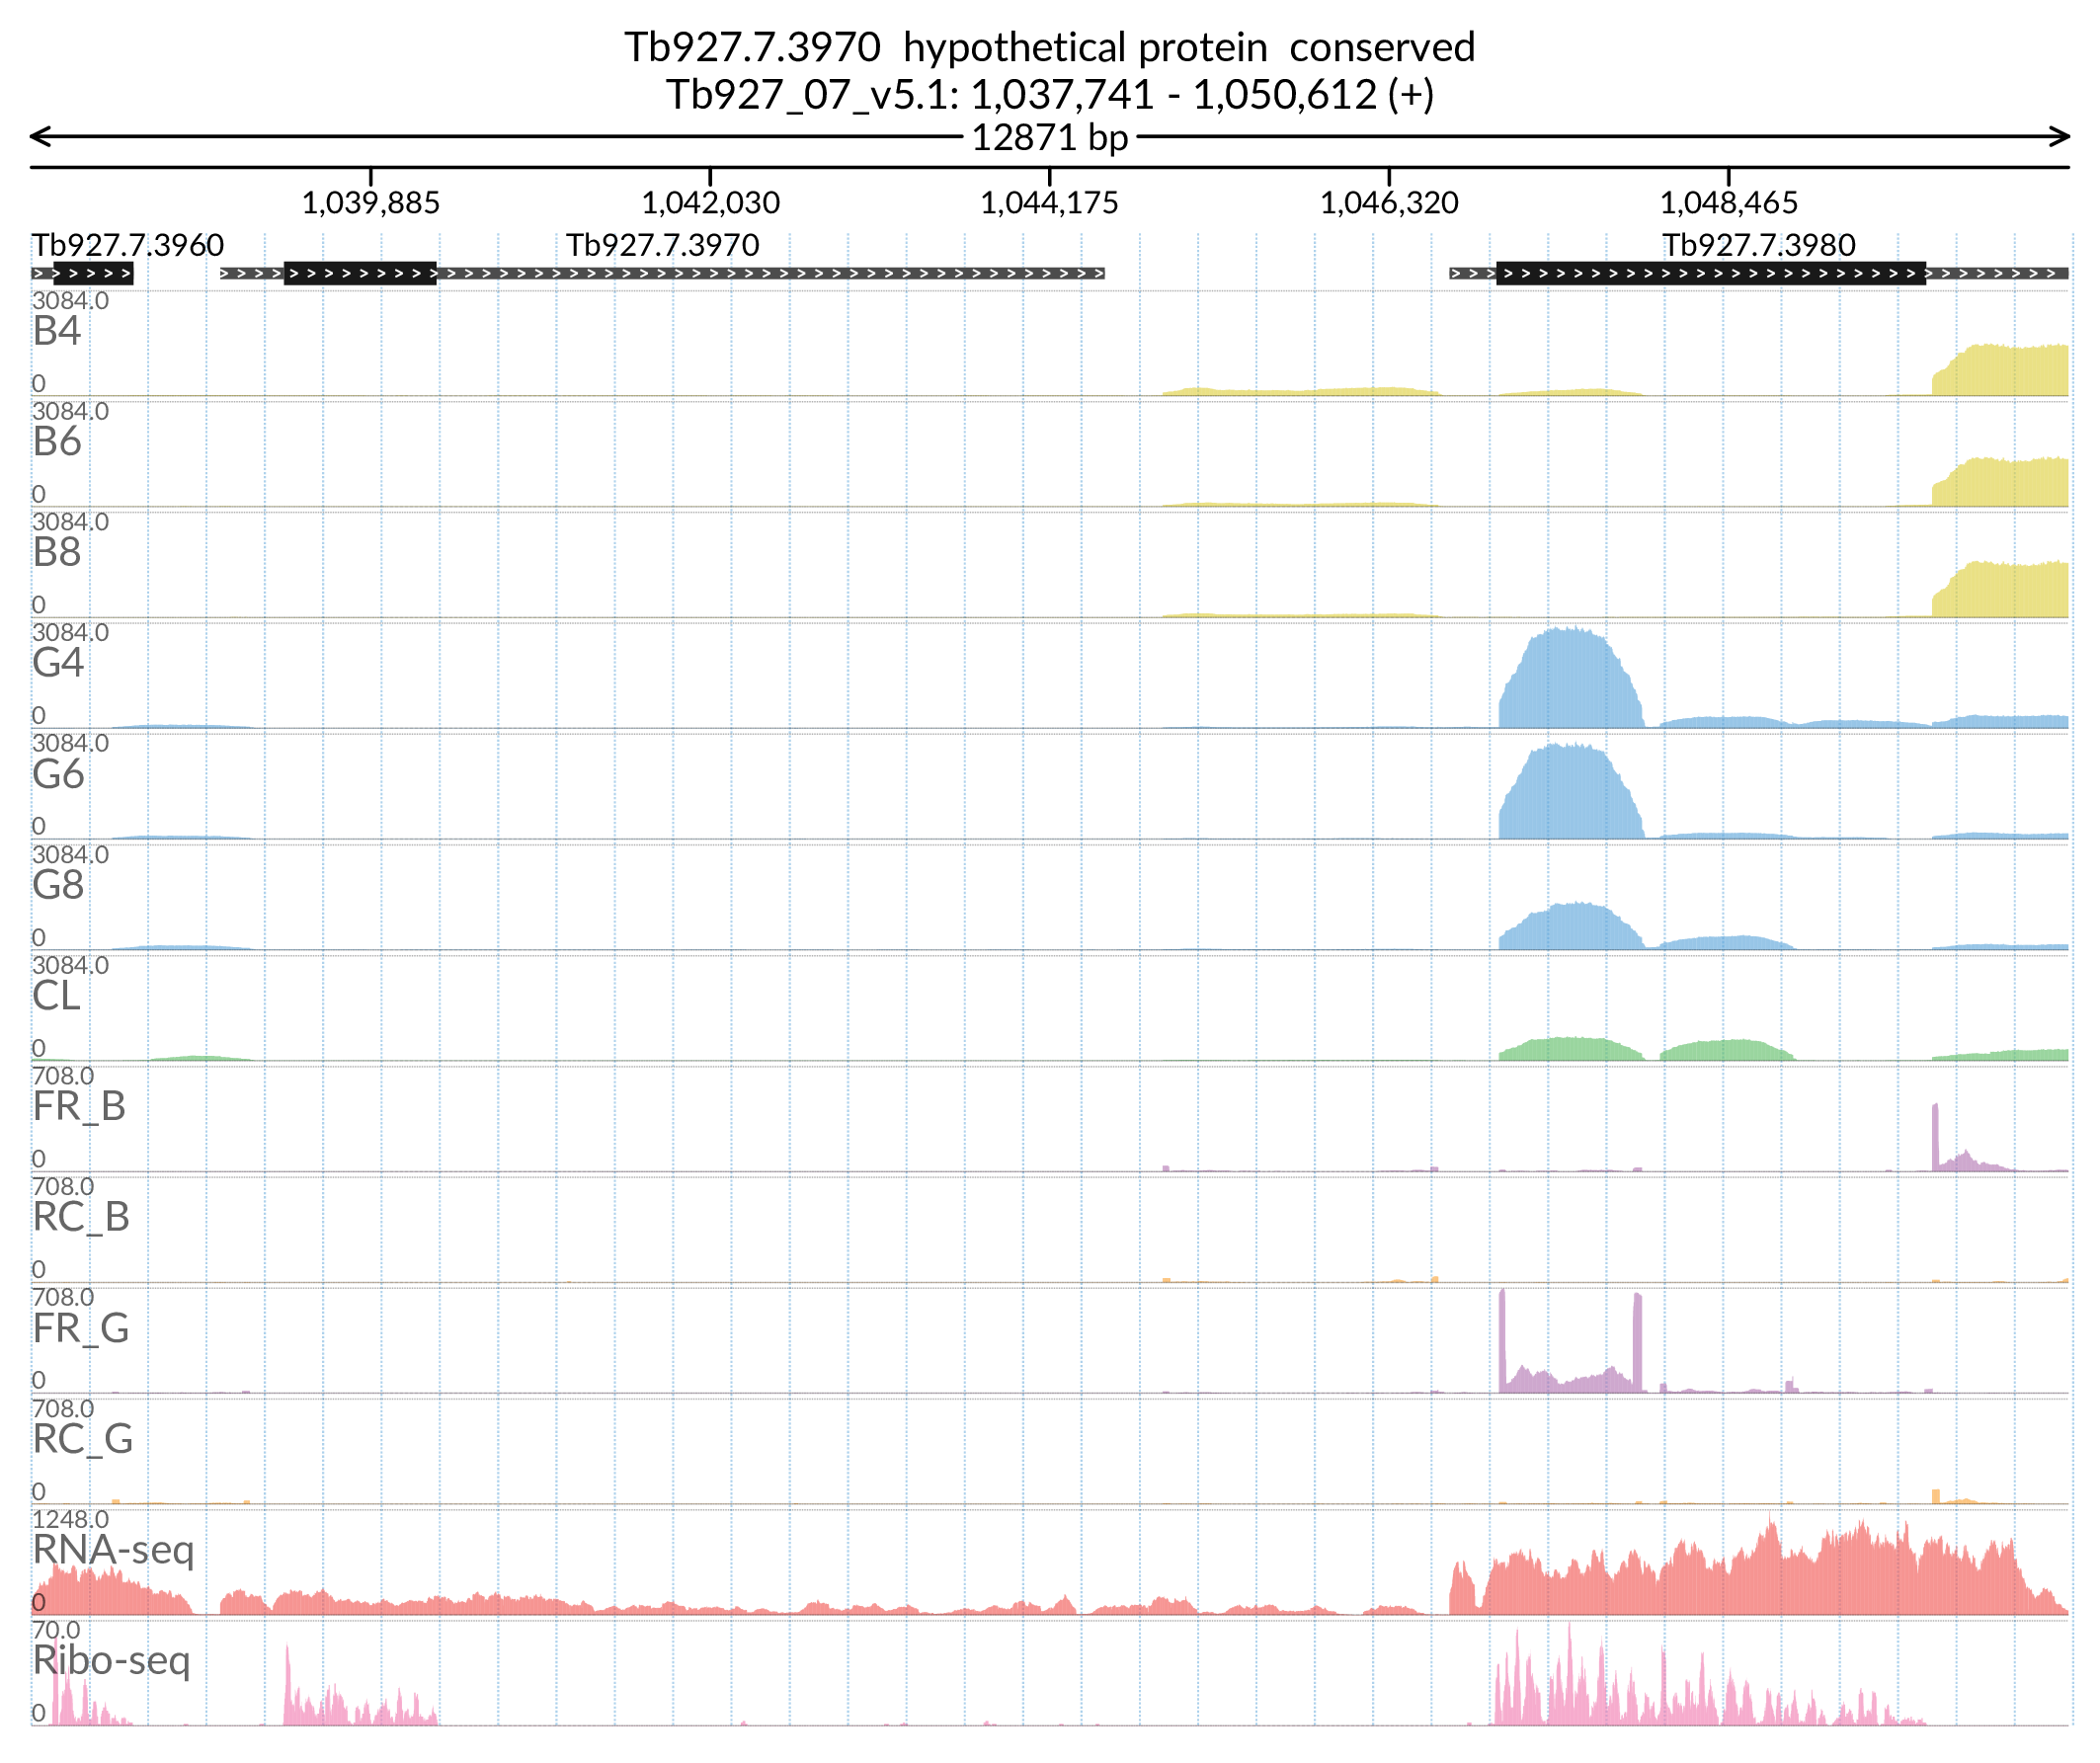 Tb927.7.3970  hypothetical protein  conserved
Tb927_07_v5.1: 1,037,741 - 1,050,612 (+)
12871 bp
1,039,885 1,042,030 1,044,175 1,046,320 1,048,465
Tb927.7.3960 Tb927.7.3970 Tb927.7.3980
3084.0
B4
0
3084.0
B6
0
3084.0
B8
0
3084.0
G4
0
3084.0
G6
0
3084.0
G8
0
3084.0
CL
0
708.0
FR_B
0
708.0
RC_B
0
708.0
FR_G
0
708.0
RC_G
0
1248.0
RNA-seq
0
70.0
Ribo-seq
0